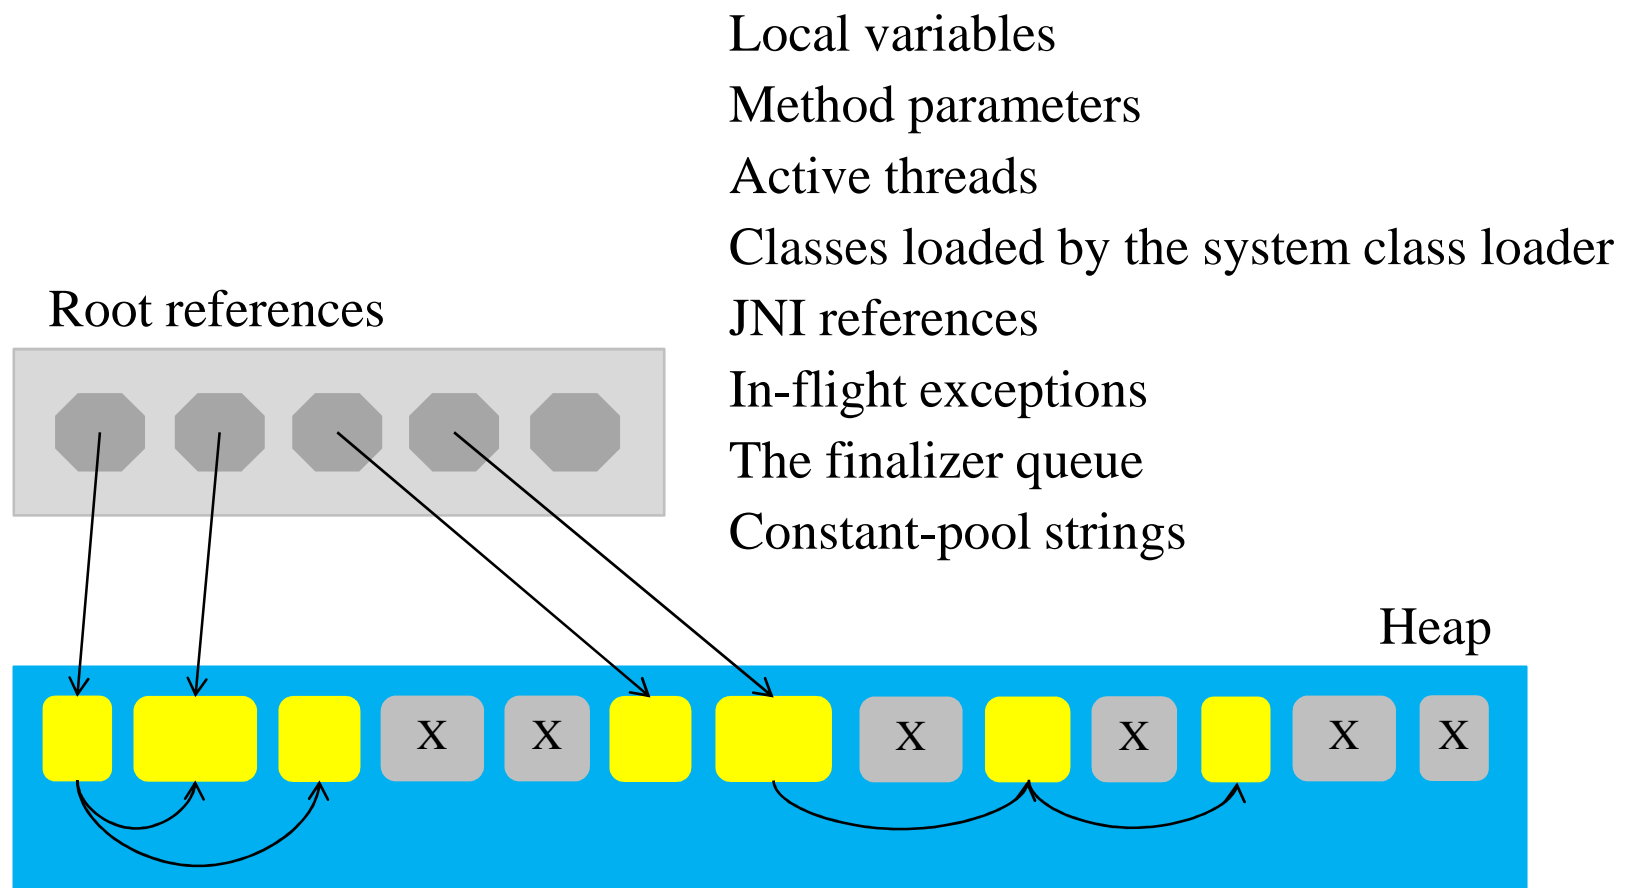 Local variables
Method parameters
Active threads
Classes loaded by the system class loader
JNI references
In-flight exceptions
The finalizer queue
Constant-pool strings
Root references
Heap
X X X X X X